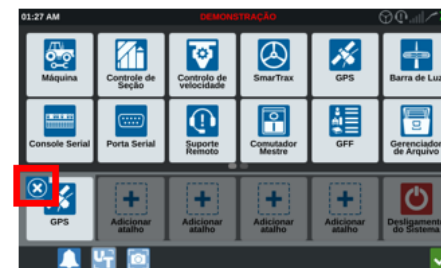 01:27 AM DEMONSTRAÇÃO
Máquina Controle de Controlo de SmarTrax GPS Barra de Luz
Seção velocidade
Console Serial Porta Serial Suporte Comutador GFF Gerenciador
Remoto Mestre de Arquivo
GPS Adicionar Adicionar Adicionar Adicionar Desligamento
atalho atalho atalho atalho do Sistema
UT